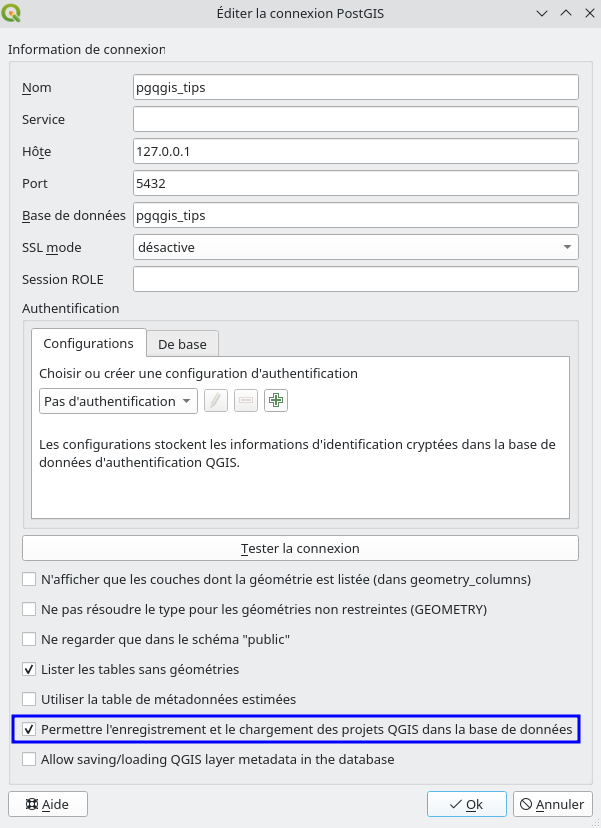 Éditer la connexion PostGIS
Information de connexion
Nom
pgqgis_tips
Service
Hôte
127.0.0.1
Port
5432
Base de données
pgqgis_tips
SSL mode
désactive
Session ROLE
Authentification
Configurations
De base
Choisir ou créer une configuration d'authentification
Pas d'authentification
Les configurations stockent les informations d'identification cryptées dans la base de
données d'authentification QGIS.
Tester la connexion
N'afficher que les couches dont la géométrie est listée (dans geometry_columns)
Ne pas résoudre le type pour les géométries non restreintes (GEOMETRY)
Ne regarder que dans le schéma "public"
Lister les tables sans géométries
Utiliser la table de métadonnées estimées
Permettre l'enregistrement et le chargement des projets QGIS dans la base de données
Allow saving/loading QGIS layer metadata in the database
Aide
Ok
Annuler